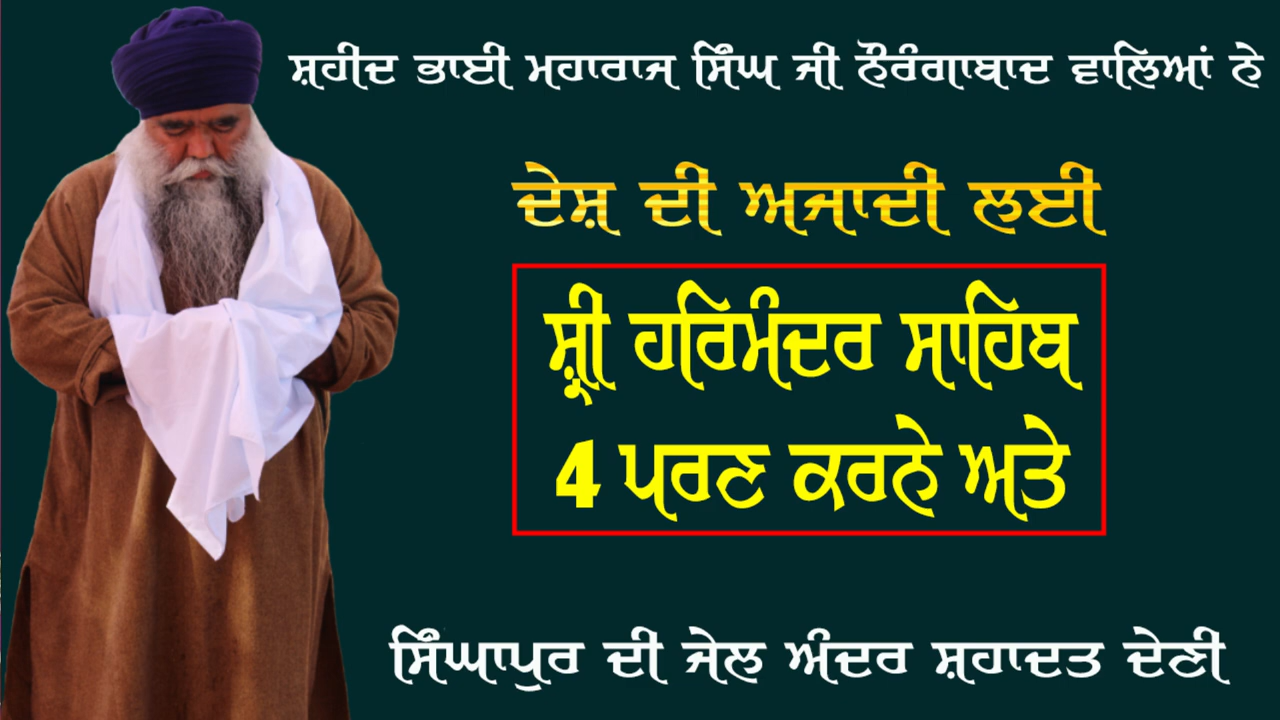 ਸ਼ਹੀਦ ਭਾਈ ਮਹਾਰਾਜ ਸਿੰਘ ਜੀ ਨੌਰੰਗਾਬਾਦ ਵਾਲਿਆਂ ਨੇ
ਦੇਸ਼ ਦੀ ਅਜਾਦੀ ਲਈ
ਸ਼੍ਰੀ ਹਰਿਮੰਦਰ ਸਾਹਿਬ
4 ਪਰਣ ਕਰਨੇ ਅਤੇ
ਸਿੰਘਾਪੁਰ ਦੀ ਜੇਲ ਅੰਦਰ ਸ਼ਹਾਦਤ ਦੇਣੀ